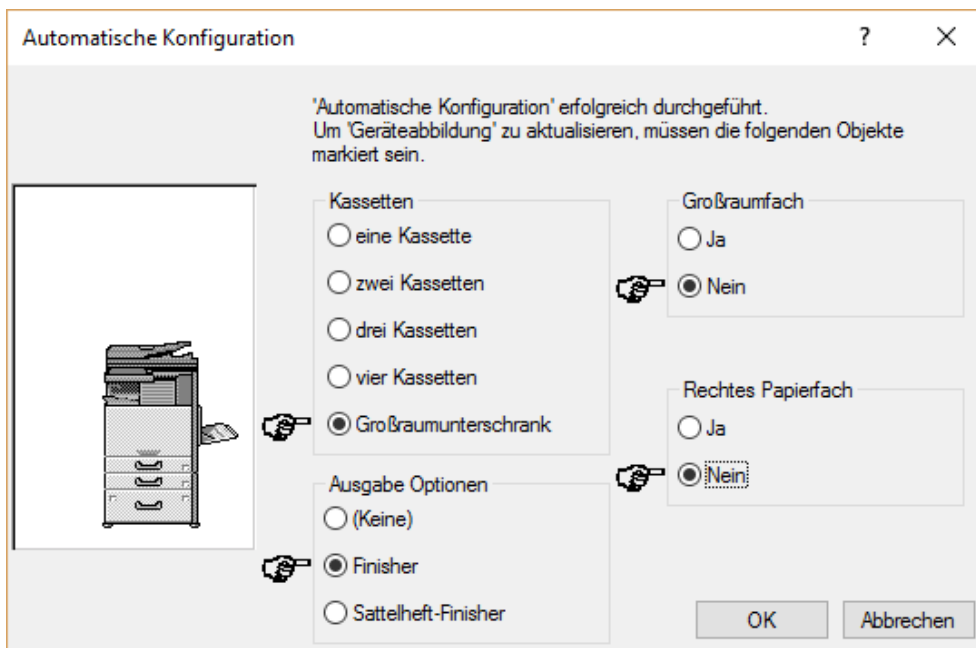 Automatische Konfiguration
?
'Automatische Konfiguration' erfolgreich durchgeführt.
Um 'Geräteabbildung' zu aktualisieren, müssen die folgenden Objekte
markiert sein.
Kassetten
eine Kassette
zwei Kassetten
drei Kassetten
vier Kassetten
Großraumunterschrank
Ausgabe Optionen
(Keine)
Finisher
Sattelheft-Finisher
Großraumfach
Ja
Nein
Rechtes Papierfach
Ja
Nein
OK
Abbrechen